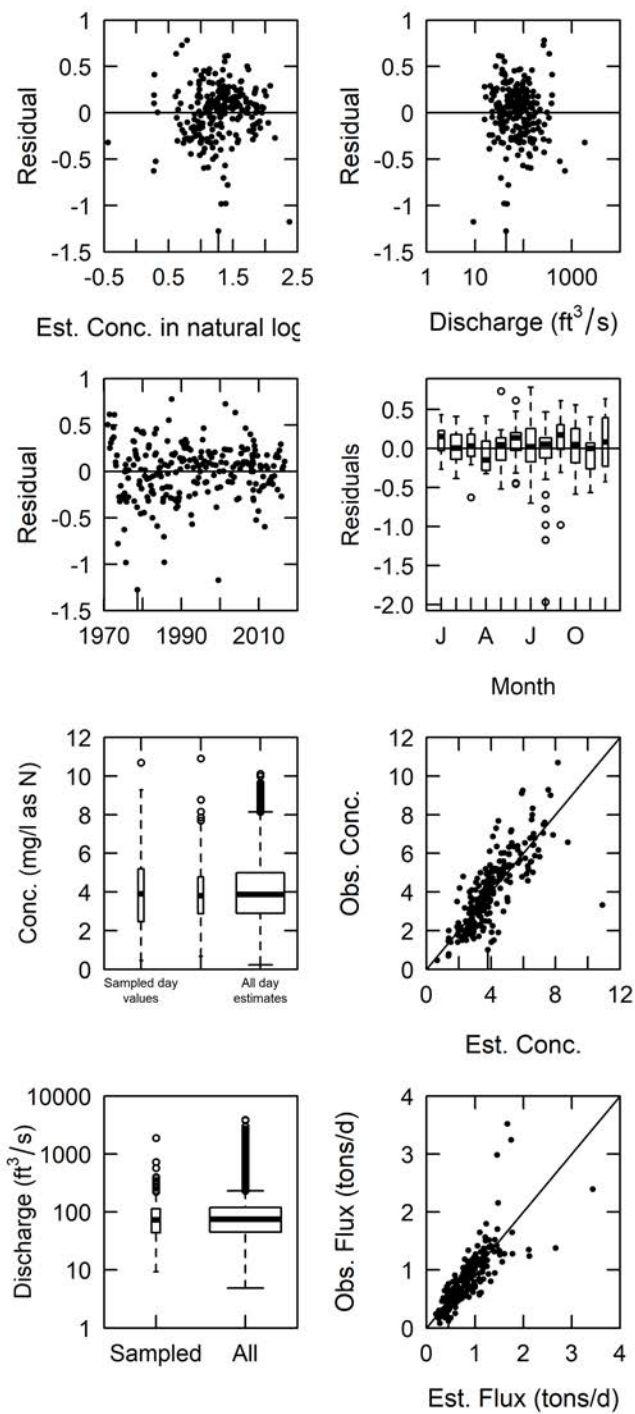 1
0.5
0
-0.5
-1
-1.5
Residual
-0.5 0.5 1.5 2.5
Est. Conc. in natural log
1
0.5
0
-0.5
-1
-1.5
Residual
1 10 1000
Discharge (ft³/s)
1
0.5
0
-0.5
-1
-1.5
Residual
1970 1990 2010
0.5
0.0
-0.5
-1.0
-2.0
Residuals
J A J O
Month
12
10
8
6
4
2
0
Conc. (mg/l as N)
Sampled day
values
All day
estimates
12
10
8
6
4
2
0
Obs. Conc.
0 4 8 12
Est. Conc.
10000
1000
100
10
1
Discharge (ft³/s)
Sampled All
4
3
2
1
0
Obs. Flux (tons/d)
0 1 2 3 4
Est. Flux (tons/d)